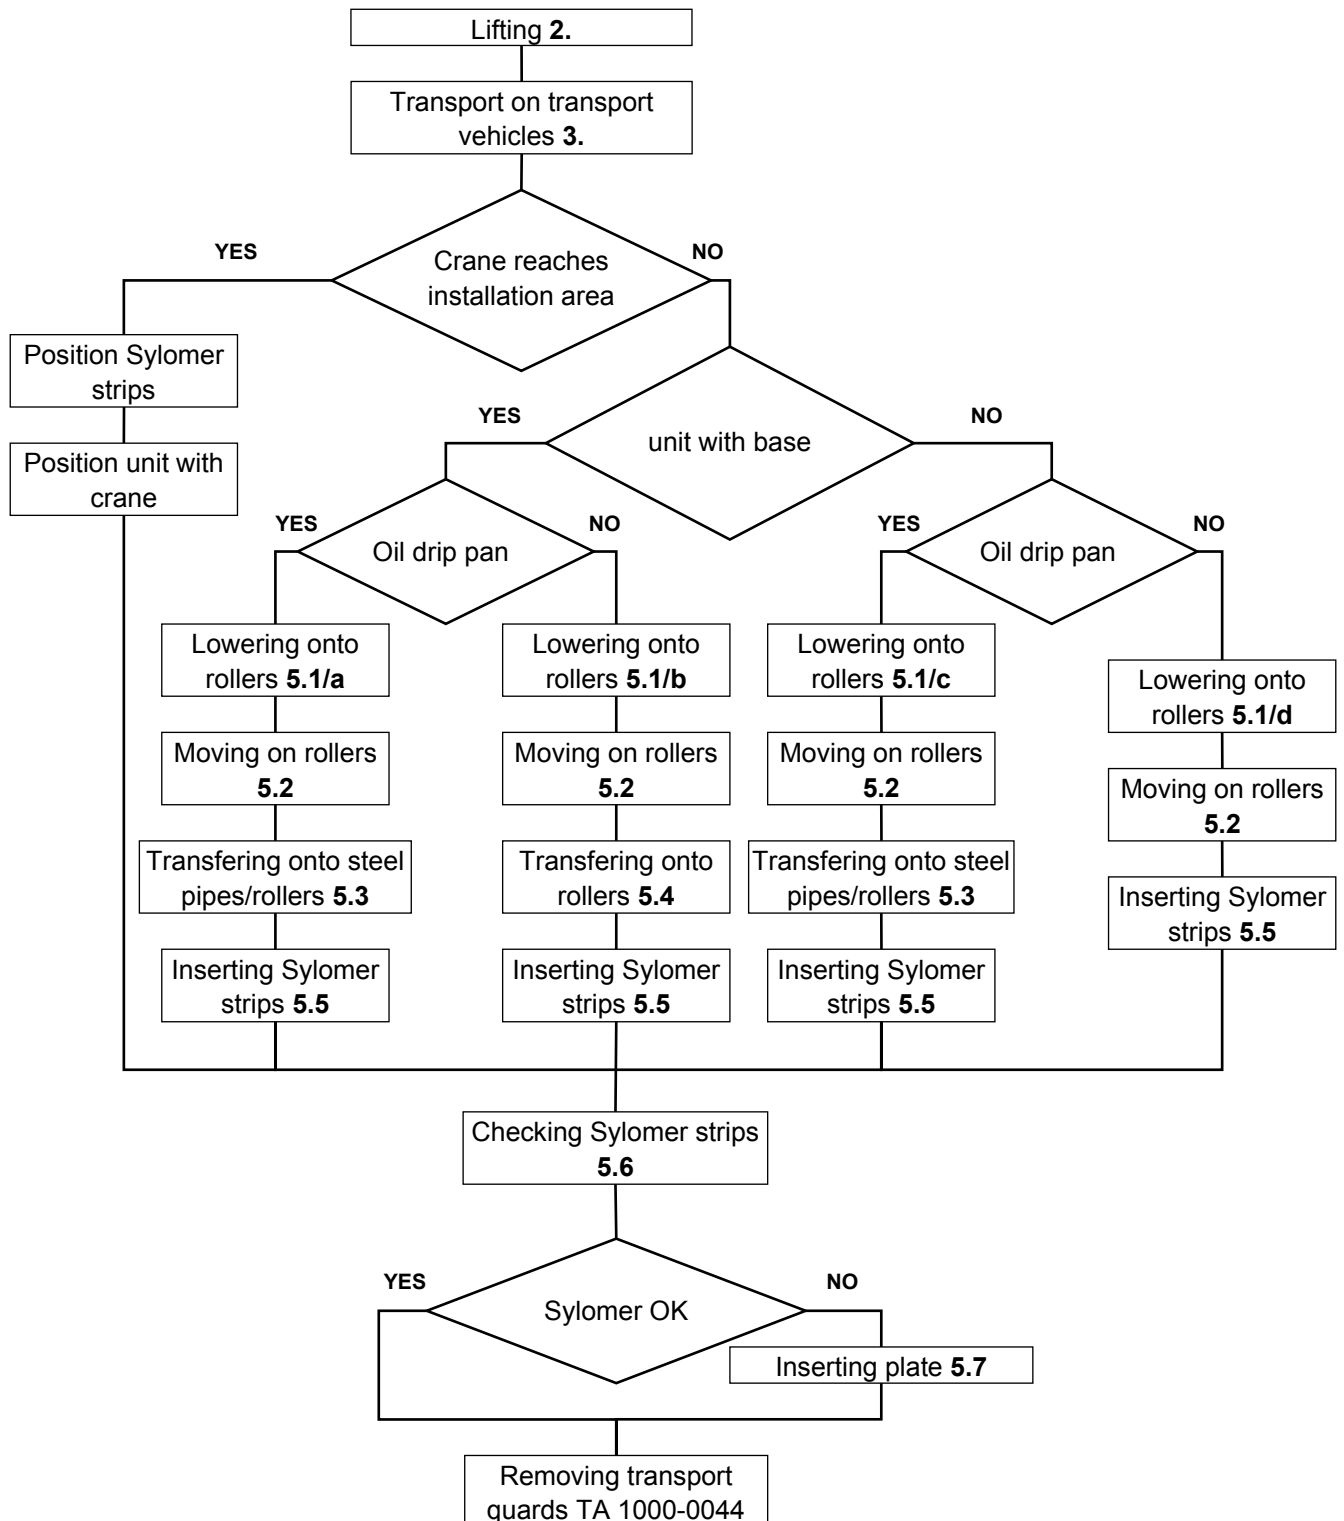 Lifting 2.
Transport on transport
vehicles 3.
YES
NO
Crane reaches
installation area
Position Sylomer
strips
Position unit with
crane
YES
NO
unit with base
YES
NO
Oil drip pan
YES
NO
Oil drip pan
Lowering onto
rollers 5.1/a
Lowering onto
rollers 5.1/b
Lowering onto
rollers 5.1/c
Lowering onto
rollers 5.1/d
Moving on rollers
5.2
Moving on rollers
5.2
Moving on rollers
5.2
Moving on rollers
5.2
Transfering onto steel
pipes/rollers 5.3
Transfering onto
rollers 5.4
Transfering onto steel
pipes/rollers 5.3
Inserting Sylomer
strips 5.5
Inserting Sylomer
strips 5.5
Inserting Sylomer
strips 5.5
Inserting Sylomer
strips 5.5
Checking Sylomer strips
5.6
YES
NO
Sylomer OK
Inserting plate 5.7
Removing transport
guards TA 1000-0044